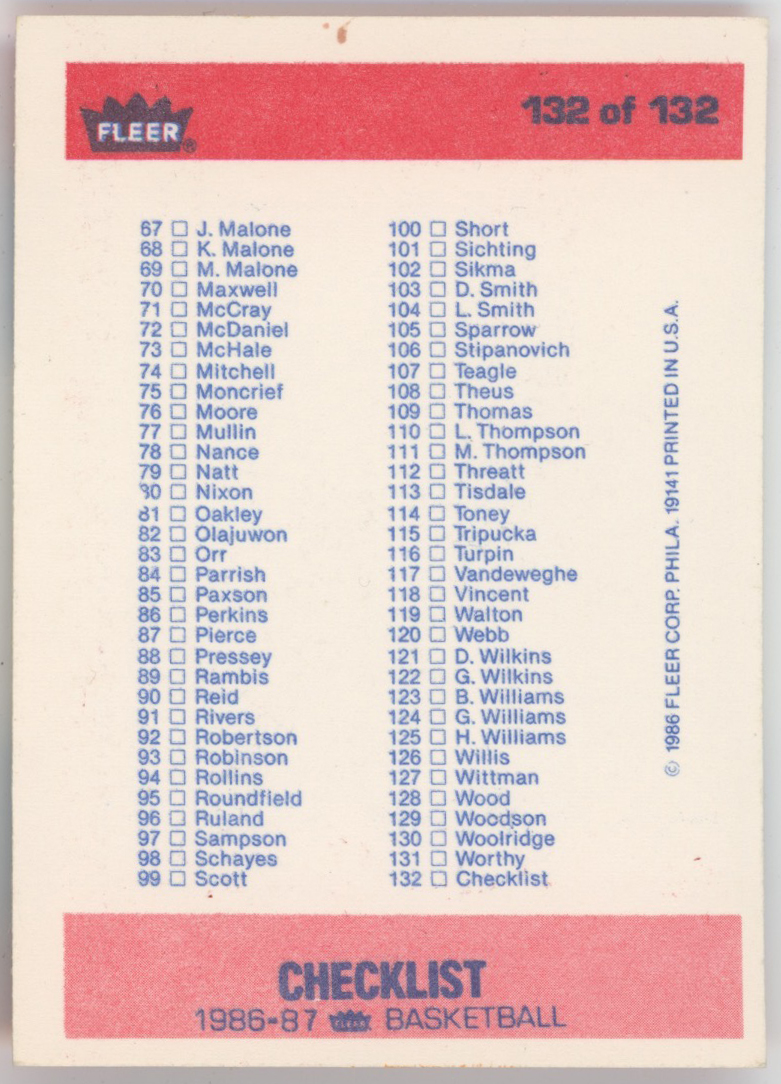 FLEER®
132 of 132
67 □ J. Malone
68 □ K. Malone
69 □ M. Malone
70 □ Maxwell
71 □ McCray
72 □ McDaniel
73 □ McHale
74 □ Mitchell
75 □ Moncrief
76 □ Moore
77 □ Mullin
78 □ Nance
79 □ Natt
80 □ Nixon
81 □ Oakley
82 □ Olajuwon
83 □ Orr
84 □ Parrish
85 □ Paxson
86 □ Perkins
87 □ Pierce
88 □ Pressey
89 □ Rambis
90 □ Reid
91 □ Rivers
92 □ Robertson
93 □ Robinson
94 □ Rollins
95 □ Roundfield
96 □ Ruland
97 □ Sampson
98 □ Schayes
99 □ Scott
100 □ Short
101 □ Sichting
102 □ Sikma
103 □ D. Smith
104 □ L. Smith
105 □ Sparrow
106 □ Stipanovich
107 □ Teagle
108 □ Theus
109 □ Thomas
110 □ L. Thompson
111 □ M. Thompson
112 □ Threatt
113 □ Tisdale
114 □ Toney
115 □ Tripucka
116 □ Turpin
117 □ Vandeweghe
118 □ Vincent
119 □ Walton
120 □ Webb
121 □ D. Wilkins
122 □ G. Wilkins
123 □ B. Williams
124 □ G. Williams
125 □ H. Williams
126 □ Willis
127 □ Wittman
128 □ Wood
129 □ Woodson
130 □ Woolridge
131 □ Worthy
132 □ Checklist
© 1986 FLEER CORP. PHILA. 19141 PRINTED IN U.S.A.
CHECKLIST
1986-87 FLEER BASKETBALL